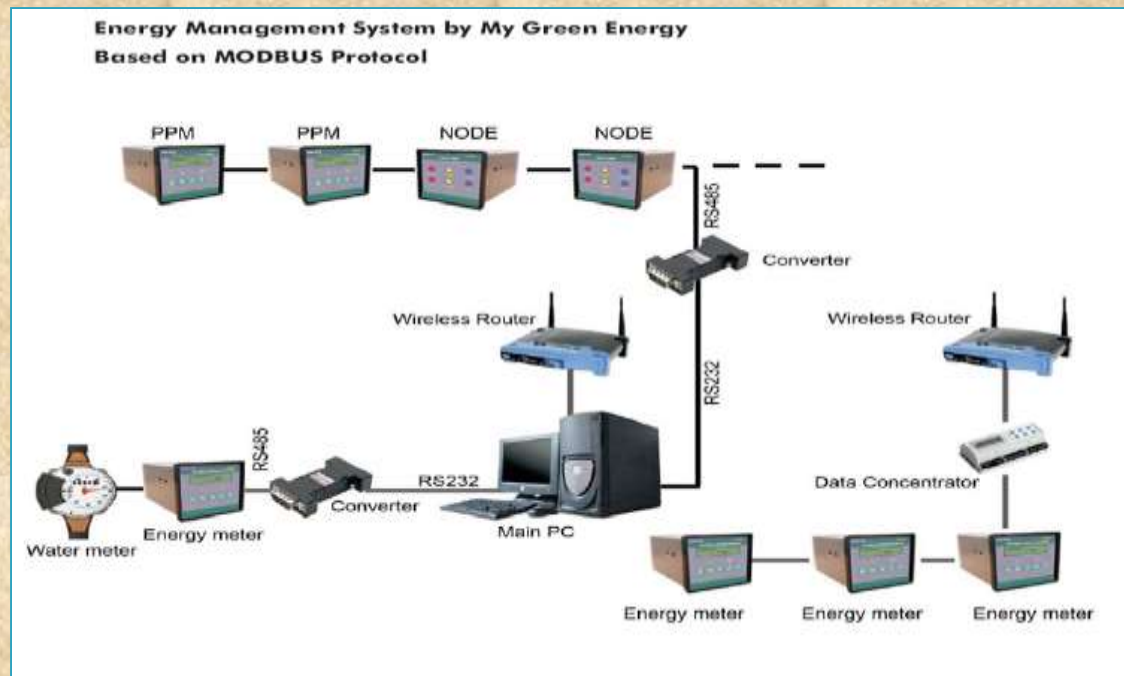 Energy Management System by My Green Energy
Based on MODBUS Protocol
PPM
PPM
NODE
NODE
RS485
Converter
Wireless Router
Wireless Router
RS232
RS485
RS232
Converter
Main PC
Data Concentrator
Energy meter
Water meter
Energy meter
Energy meter
Energy meter